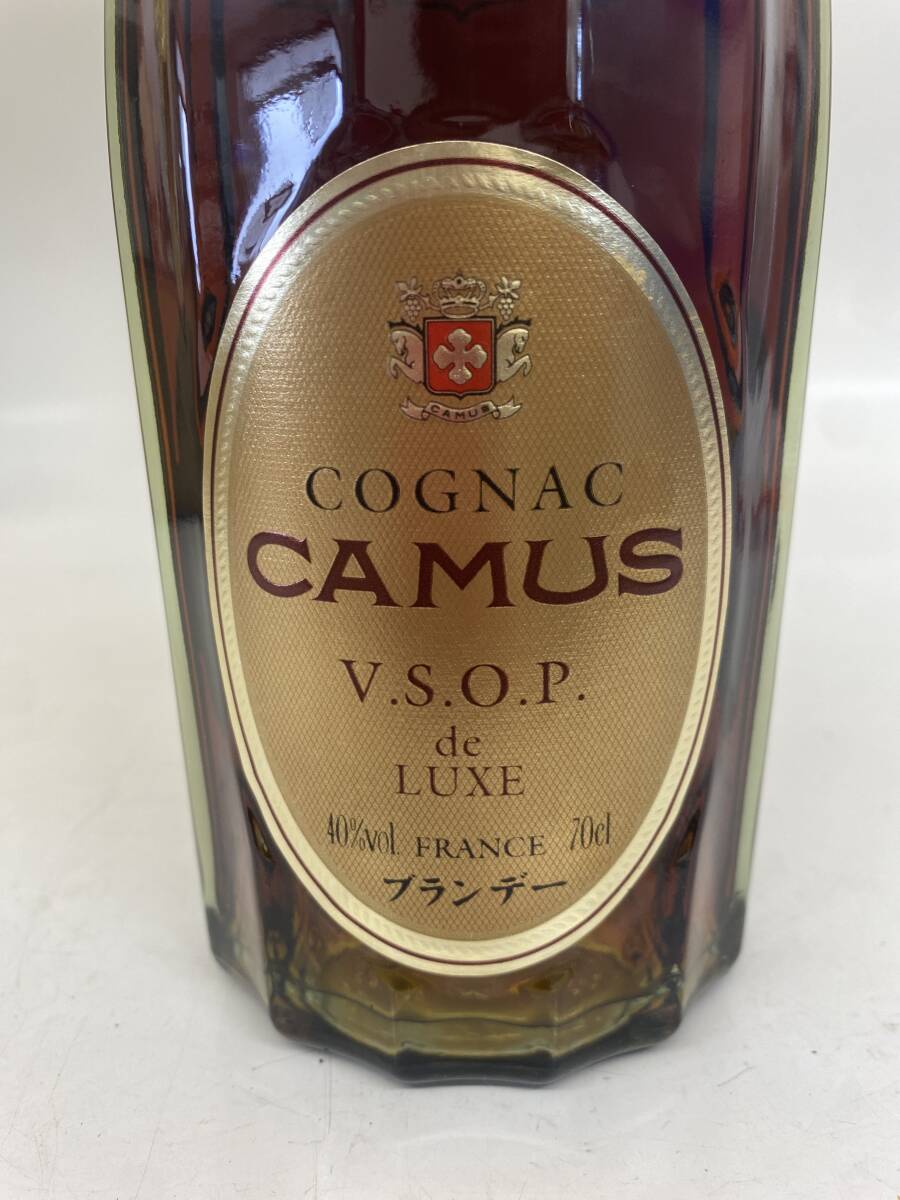 CAMUS
COGNAC
CAMUS
V.S.O.P.
de
LUXE
40%vol. FRANCE 70cl
ブランデー